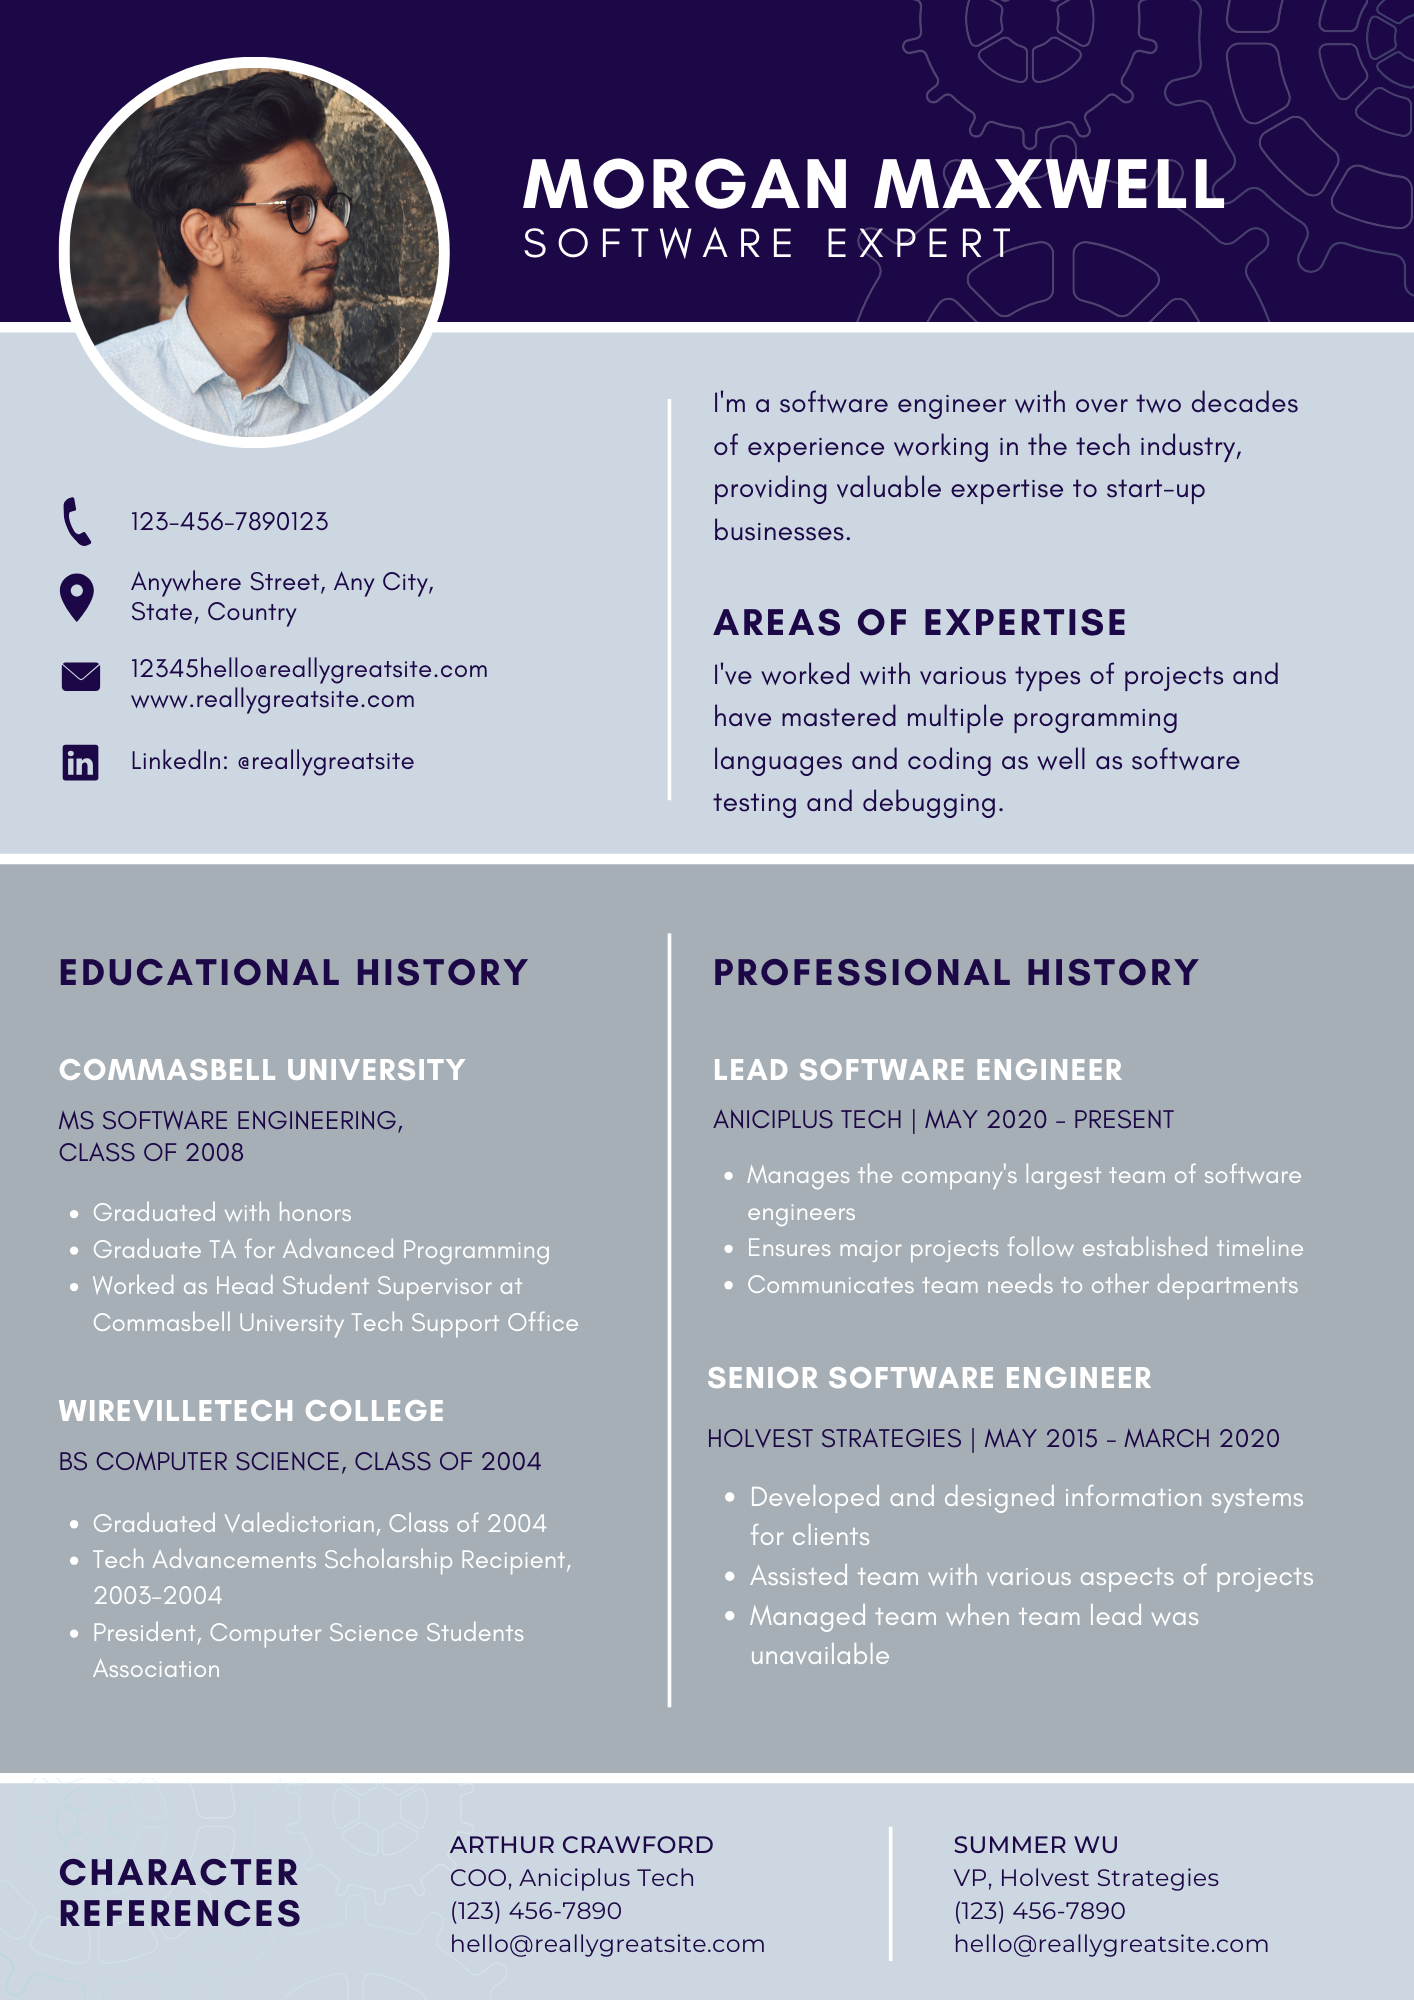 MORGAN MAXWELL
SOFTWARE EXPERT
123-456-7890123
Anywhere Street, Any City,
State, Country
12345hello@reallygreatsite.com
www.reallygreatsite.com
in
LinkedIn: @reallygreatsite
I'm a software engineer with over two decades
of experience working in the tech industry,
providing valuable expertise to start-up
businesses.
AREAS OF EXPERTISE
I've worked with various types of projects and
have mastered multiple programming
languages and coding as well as software
testing and debugging.
EDUCATIONAL HISTORY
COMMASBELL UNIVERSITY
MS SOFTWARE ENGINEERING,
CLASS OF 2008
• Graduated with honors
• Graduate TA for Advanced Programming
• Worked as Head Student Supervisor at
Commasbell University Tech Support Office
WIREVILLETECH COLLEGE
BS COMPUTER SCIENCE, CLASS OF 2004
• Graduated Valedictorian, Class of 2004
• Tech Advancements Scholarship Recipient,
2003-2004
• President, Computer Science Students
Association
PROFESSIONAL HISTORY
LEAD SOFTWARE ENGINEER
ANICIPLUS TECH | MAY 2020 - PRESENT
• Manages the company's largest team of software
engineers
• Ensures major projects follow established timeline
• Communicates team needs to other departments
SENIOR SOFTWARE ENGINEER
HOLVEST STRATEGIES | MAY 2015 - MARCH 2020
• Developed and designed information systems
for clients
• Assisted team with various aspects of projects
• Managed team when team lead was
unavailable
CHARACTER
REFERENCES
ARTHUR CRAWFORD
COO, Aniciplus Tech
(123) 456-7890
hello@reallygreatsite.com
SUMMER WU
VP, Holvest Strategies
(123) 456-7890
hello@reallygreatsite.com